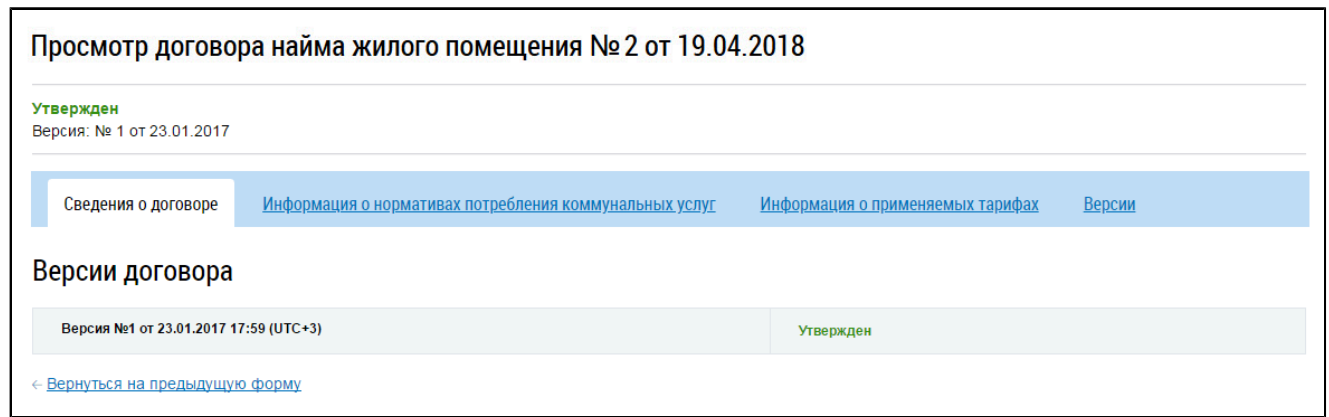 Просмотр договора найма жилого помещения № 2 от 19.04.2018
Утвержден
Версия: № 1 от 23.01.2017
Сведения о договоре Информация о нормативах потребления коммунальных услуг Информация о применяемых тарифах Версии
Версии договора
Версия №1 от 23.01.2017 17:59 (UTC+3) Утвержден
← Вернуться на предыдущую форму